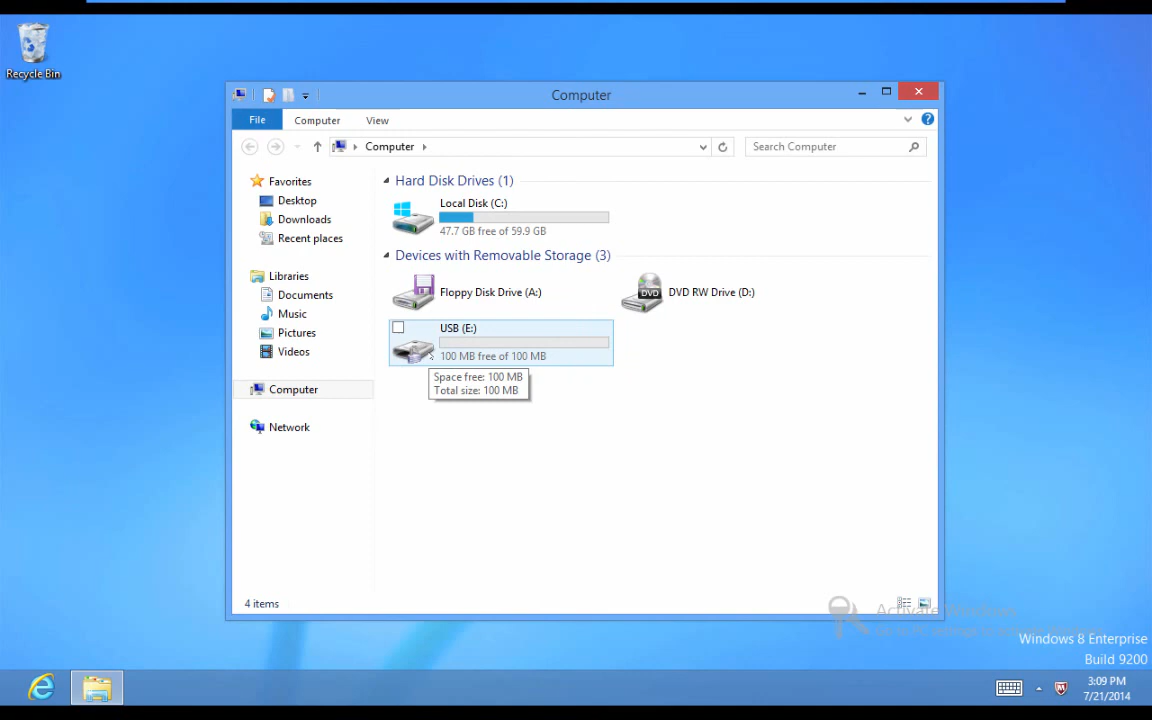 Recycle Bin
Computer
File
Computer
View
Computer
Search Computer
Favorites
Desktop
Downloads
Recent places
Libraries
Documents
Music
Pictures
Videos
Computer
Network
Hard Disk Drives (1)
Local Disk (C:)
47.7 GB free of 59.9 GB
Devices with Removable Storage (3)
Floppy Disk Drive (A:)
DVD
DVD RW Drive (D:)
USB (E:)
100 MB free of 100 MB
Space free: 100 MB
Total size: 100 MB
4 items
Activate Windows
Windows 8 Enterprise
Build 9200
3:09 PM
7/21/2014